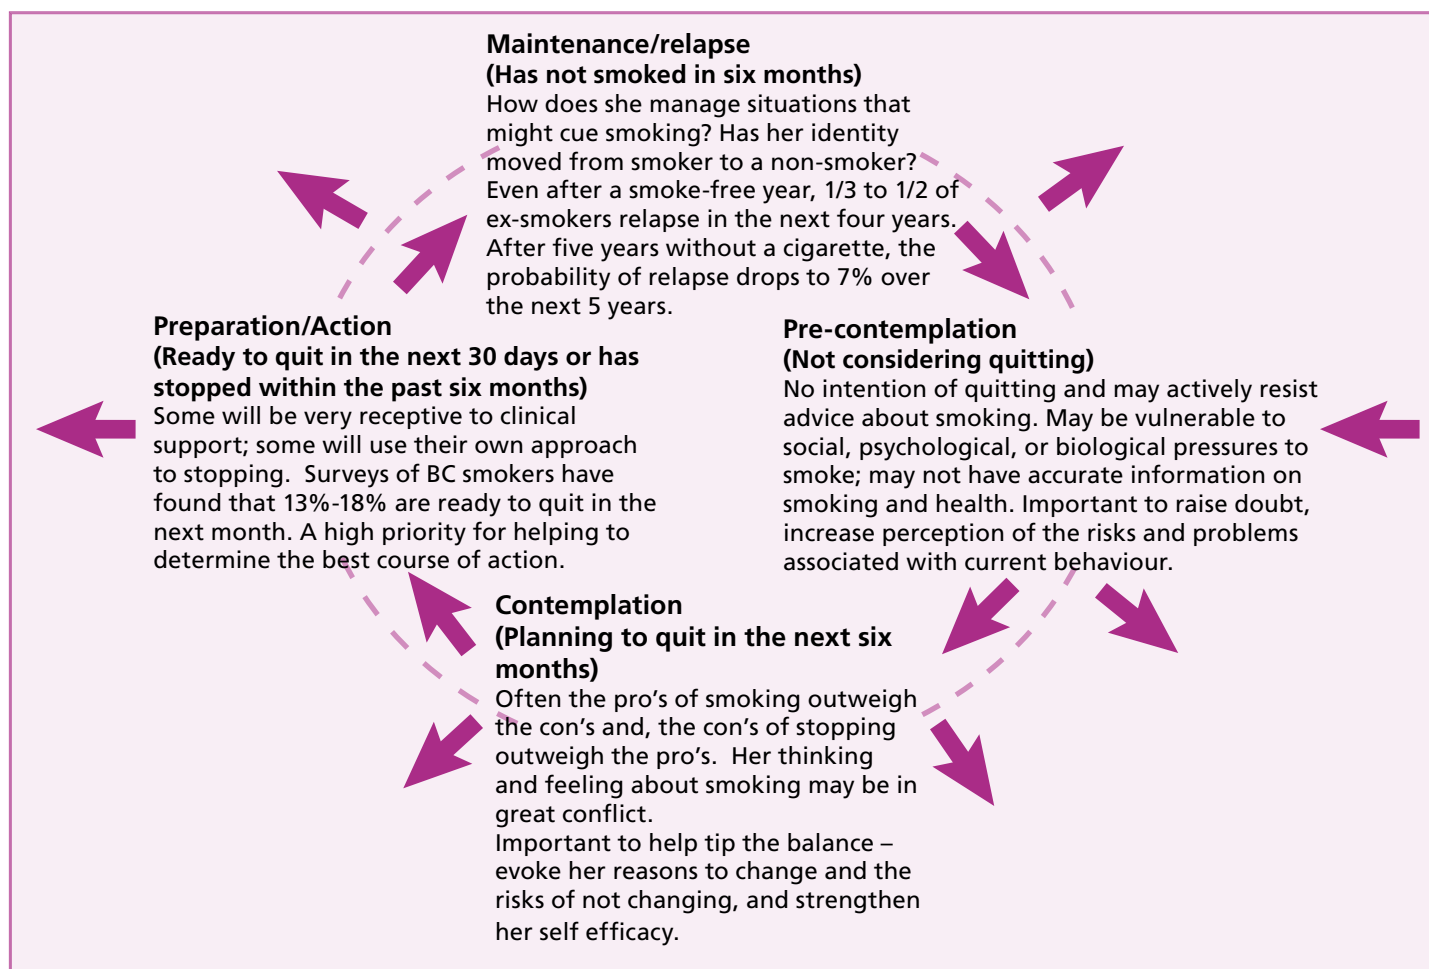 Maintenance/relapse
(Has not smoked in six months)
How does she manage situations that
might cue smoking? Has her identity
moved from smoker to a non-smoker?
Even after a smoke-free year, 1/3 to 1/2 of
ex-smokers relapse in the next four years.
After five years without a cigarette, the
probability of relapse drops to 7% over
the next 5 years.
Preparation/Action
(Ready to quit in the next 30 days or has
stopped within the past six months)
Some will be very receptive to clinical
support; some will use their own approach
to stopping.  Surveys of BC smokers have
found that 13%-18% are ready to quit in the
next month. A high priority for helping to
determine the best course of action.
Pre-contemplation
(Not considering quitting)
No intention of quitting and may actively resist
advice about smoking. May be vulnerable to
social, psychological, or biological pressures to
smoke; may not have accurate information on
smoking and health. Important to raise doubt,
increase perception of the risks and problems
associated with current behaviour.
Contemplation
(Planning to quit in the next six
months)
Often the pro's of smoking outweigh
the con's and, the con's of stopping
outweigh the pro's.  Her thinking
and feeling about smoking may be in
great conflict.
Important to help tip the balance –
evoke her reasons to change and the
risks of not changing, and strengthen
her self efficacy.